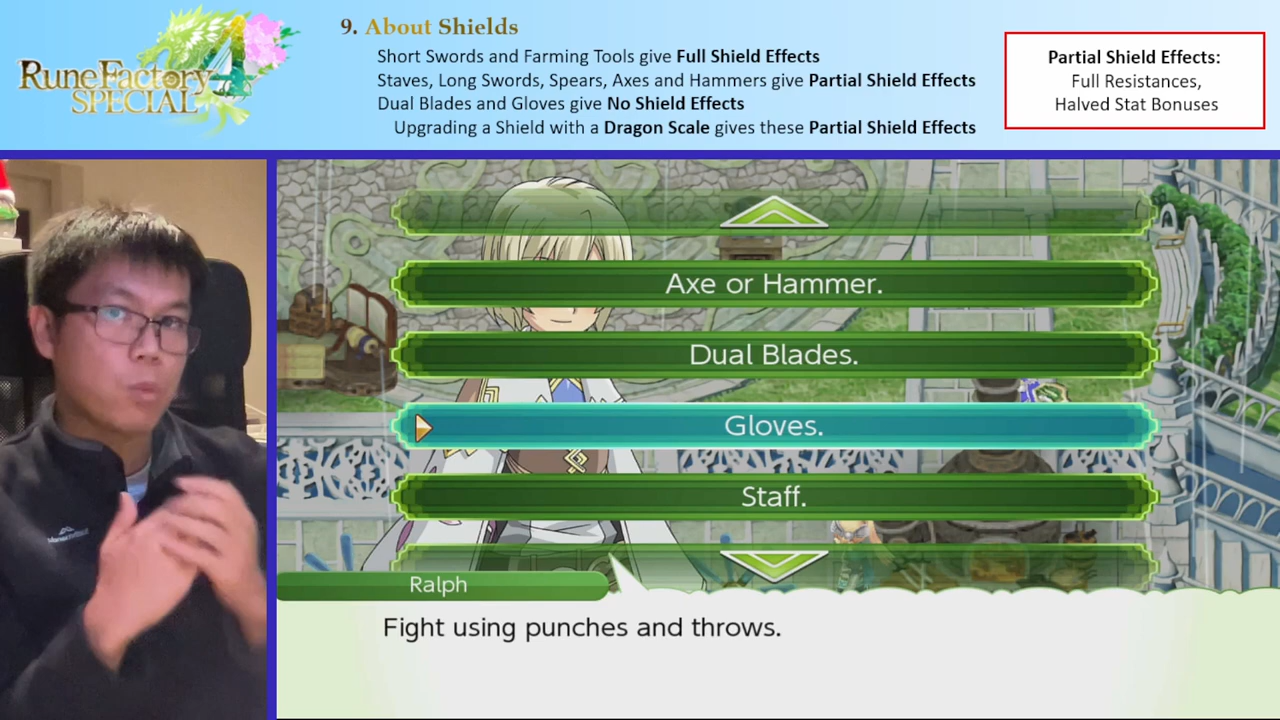 RuneFactory 4
SPECIAL
9. About Shields
Short Swords and Farming Tools give Full Shield Effects
Staves, Long Swords, Spears, Axes and Hammers give Partial Shield Effects
Dual Blades and Gloves give No Shield Effects
Upgrading a Shield with a Dragon Scale gives these Partial Shield Effects
Partial Shield Effects:
Full Resistances,
Halved Stat Bonuses
Axe or Hammer.
Dual Blades.
Gloves.
Staff.
Ralph
Fight using punches and throws.